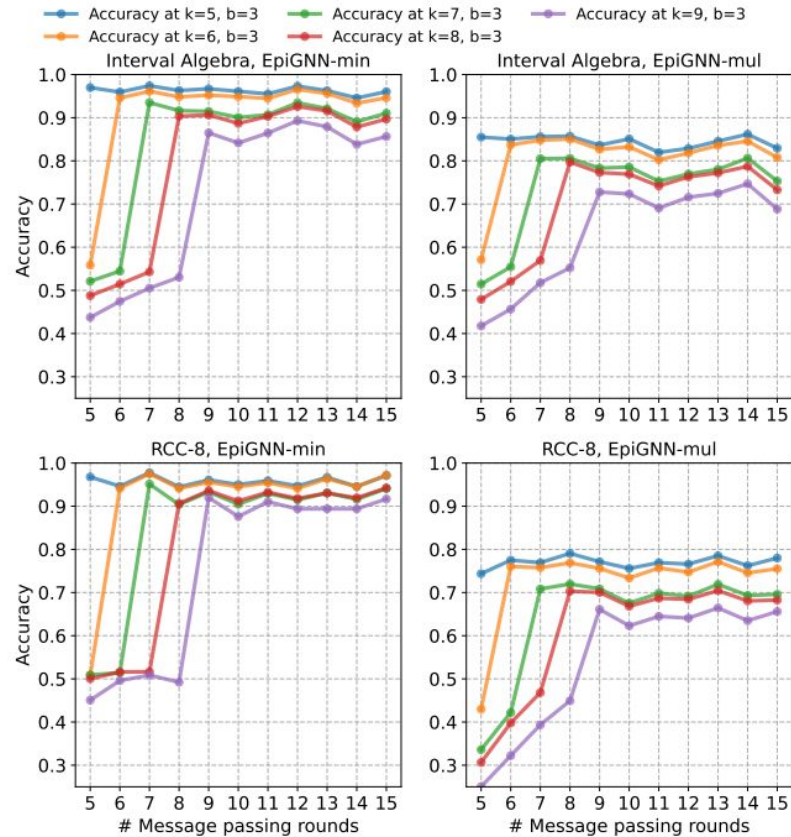 Accuracy at k=5, b=3 Accuracy at k=7, b=3 Accuracy at k=9, b=3
Accuracy at k=6, b=3 Accuracy at k=8, b=3
Interval Algebra, EpiGNN-min
1.0
0.9
0.8
0.7
0.6
0.5
0.4
0.3
Accuracy
5 6 7 8 9 10 11 12 13 14 15
Interval Algebra, EpiGNN-mul
1.0
0.9
0.8
0.7
0.6
0.5
0.4
0.3
5 6 7 8 9 10 11 12 13 14 15
RCC-8, EpiGNN-min
1.0
0.9
0.8
0.7
0.6
0.5
0.4
0.3
Accuracy
5 6 7 8 9 10 11 12 13 14 15
# Message passing rounds
RCC-8, EpiGNN-mul
1.0
0.9
0.8
0.7
0.6
0.5
0.4
0.3
5 6 7 8 9 10 11 12 13 14 15
# Message passing rounds